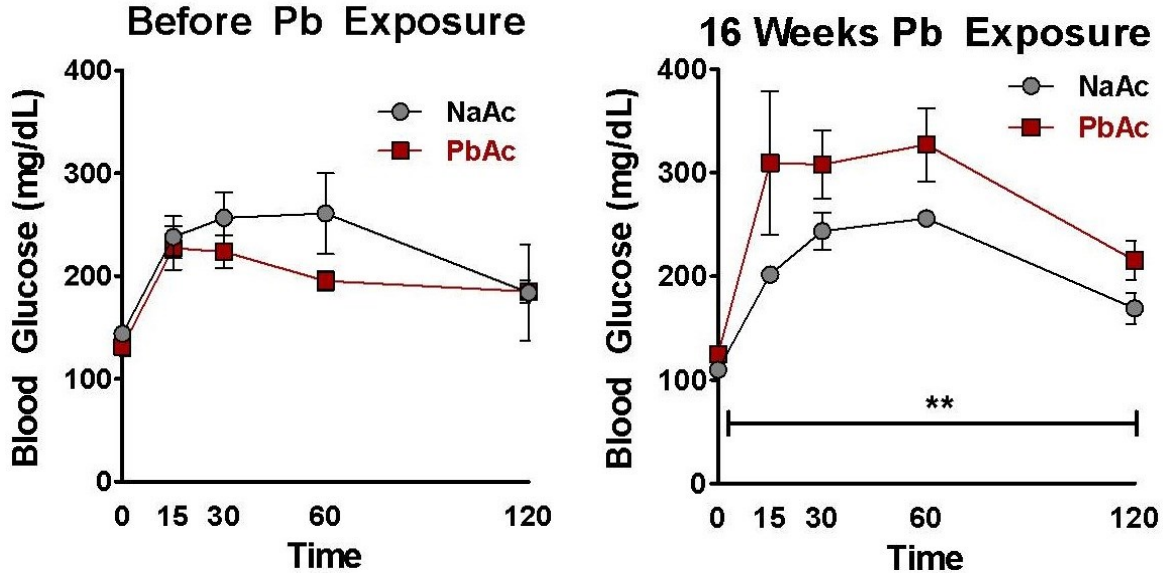 Before Pb Exposure
400
300
200
100
0
Blood Glucose (mg/dL)
NaAc
PbAc
0 15 30 60 120
Time
16 Weeks Pb Exposure
400
300
200
100
0
Blood Glucose (mg/dL)
NaAc
PbAc
**
0 15 30 60 120
Time